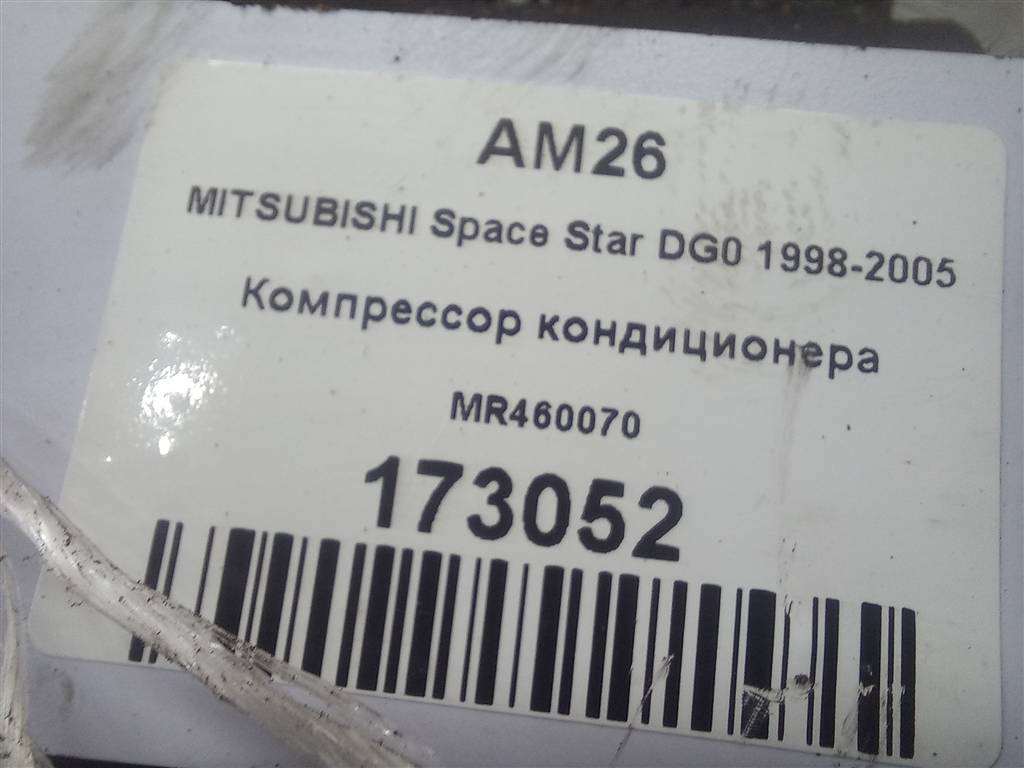 AM26
MITSUBISHI Space Star DG0 1998-2005
Компрессор кондиционера
MR460070
173052